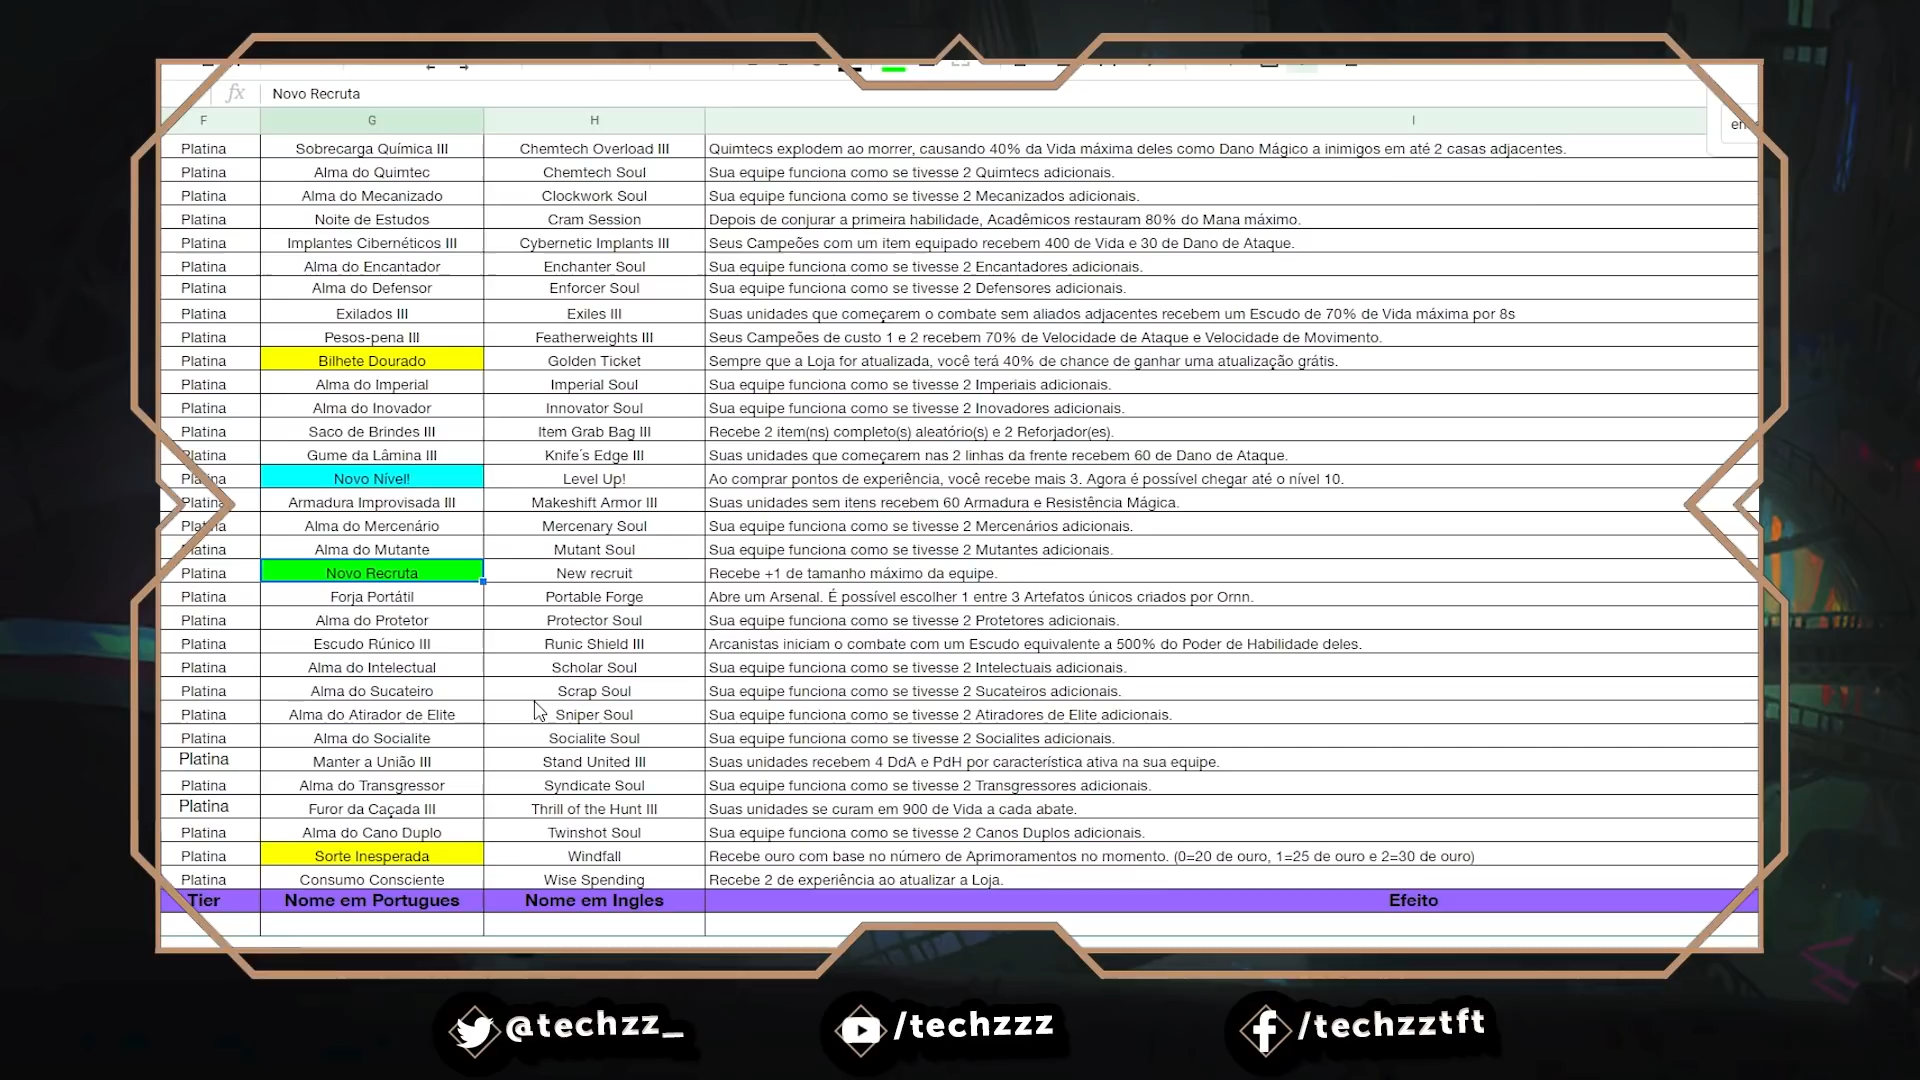 fx Novo Recruta
F G H I
Platina Sobrecarga Química III Chemtech Overload III Quimtecs explodem ao morrer, causando 40% da Vida máxima deles como Dano Mágico a inimigos em até 2 casas adjacentes.
Platina Alma do Quimtec Chemtech Soul Sua equipe funciona como se tivesse 2 Quimtecs adicionais.
Platina Alma do Mecanizado Clockwork Soul Sua equipe funciona como se tivesse 2 Mecanizados adicionais.
Platina Noite de Estudos Cram Session Depois de conjurar a primeira habilidade, Acadêmicos restauram 80% do Mana máximo.
Platina Implantes Cibernéticos III Cybernetic Implants III Seus Campeões com um item equipado recebem 400 de Vida e 30 de Dano de Ataque.
Platina Alma do Encantador Enchanter Soul Sua equipe funciona como se tivesse 2 Encantadores adicionais.
Platina Alma do Defensor Enforcer Soul Sua equipe funciona como se tivesse 2 Defensores adicionais.
Platina Exilados III Exiles III Suas unidades que começarem o combate sem aliados adjacentes recebem um Escudo de 70% de Vida máxima por 8s
Platina Pesos-pena III Featherweights III Seus Campeões de custo 1 e 2 recebem 70% de Velocidade de Ataque e Velocidade de Movimento.
Platina Bilhete Dourado Golden Ticket Sempre que a Loja for atualizada, você terá 40% de chance de ganhar uma atualização grátis.
Platina Alma do Imperial Imperial Soul Sua equipe funciona como se tivesse 2 Imperiais adicionais.
Platina Alma do Inovador Innovator Soul Sua equipe funciona como se tivesse 2 Inovadores adicionais.
Platina Saco de Brindes III Item Grab Bag III Recebe 2 item(ns) completo(s) aleatório(s) e 2 Reforjador(es).
Platina Gume da Lâmina III Knife´s Edge III Suas unidades que começarem nas 2 linhas da frente recebem 60 de Dano de Ataque.
Platina Novo Nível! Level Up! Ao comprar pontos de experiência, você recebe mais 3. Agora é possível chegar até o nível 10.
Platina Armadura Improvisada III Makeshift Armor III Suas unidades sem itens recebem 60 Armadura e Resistência Mágica.
Platina Alma do Mercenário Mercenary Soul Sua equipe funciona como se tivesse 2 Mercenários adicionais.
Platina Alma do Mutante Mutant Soul Sua equipe funciona como se tivesse 2 Mutantes adicionais.
Platina Novo Recruta New recruit Recebe +1 de tamanho máximo da equipe.
Platina Forja Portátil Portable Forge Abre um Arsenal. É possível escolher 1 entre 3 Artefatos únicos criados por Ornn.
Platina Alma do Protetor Protector Soul Sua equipe funciona como se tivesse 2 Protetores adicionais.
Platina Escudo Rúnico III Runic Shield III Arcanistas iniciam o combate com um Escudo equivalente a 500% do Poder de Habilidade deles.
Platina Alma do Intelectual Scholar Soul Sua equipe funciona como se tivesse 2 Intelectuais adicionais.
Platina Alma do Sucateiro Scrap Soul Sua equipe funciona como se tivesse 2 Sucateiros adicionais.
Platina Alma do Atirador de Elite Sniper Soul Sua equipe funciona como se tivesse 2 Atiradores de Elite adicionais.
Platina Alma do Socialite Socialite Soul Sua equipe funciona como se tivesse 2 Socialites adicionais.
Platina Manter a União III Stand United III Suas unidades recebem 4 DdA e PdH por característica ativa na sua equipe.
Platina Alma do Transgressor Syndicate Soul Sua equipe funciona como se tivesse 2 Transgressores adicionais.
Platina Furor da Caçada III Thrill of the Hunt III Suas unidades se curam em 900 de Vida a cada abate.
Platina Alma do Cano Duplo Twinshot Soul Sua equipe funciona como se tivesse 2 Canos Duplos adicionais.
Platina Sorte Inesperada Windfall Recebe ouro com base no número de Aprimoramentos no momento. (0=20 de ouro, 1=25 de ouro e 2=30 de ouro)
Platina Consumo Consciente Wise Spending Recebe 2 de experiência ao atualizar a Loja.
Tier Nome em Portugues Nome em Ingles Efeito
@techzz_ /techzzz /techzztft